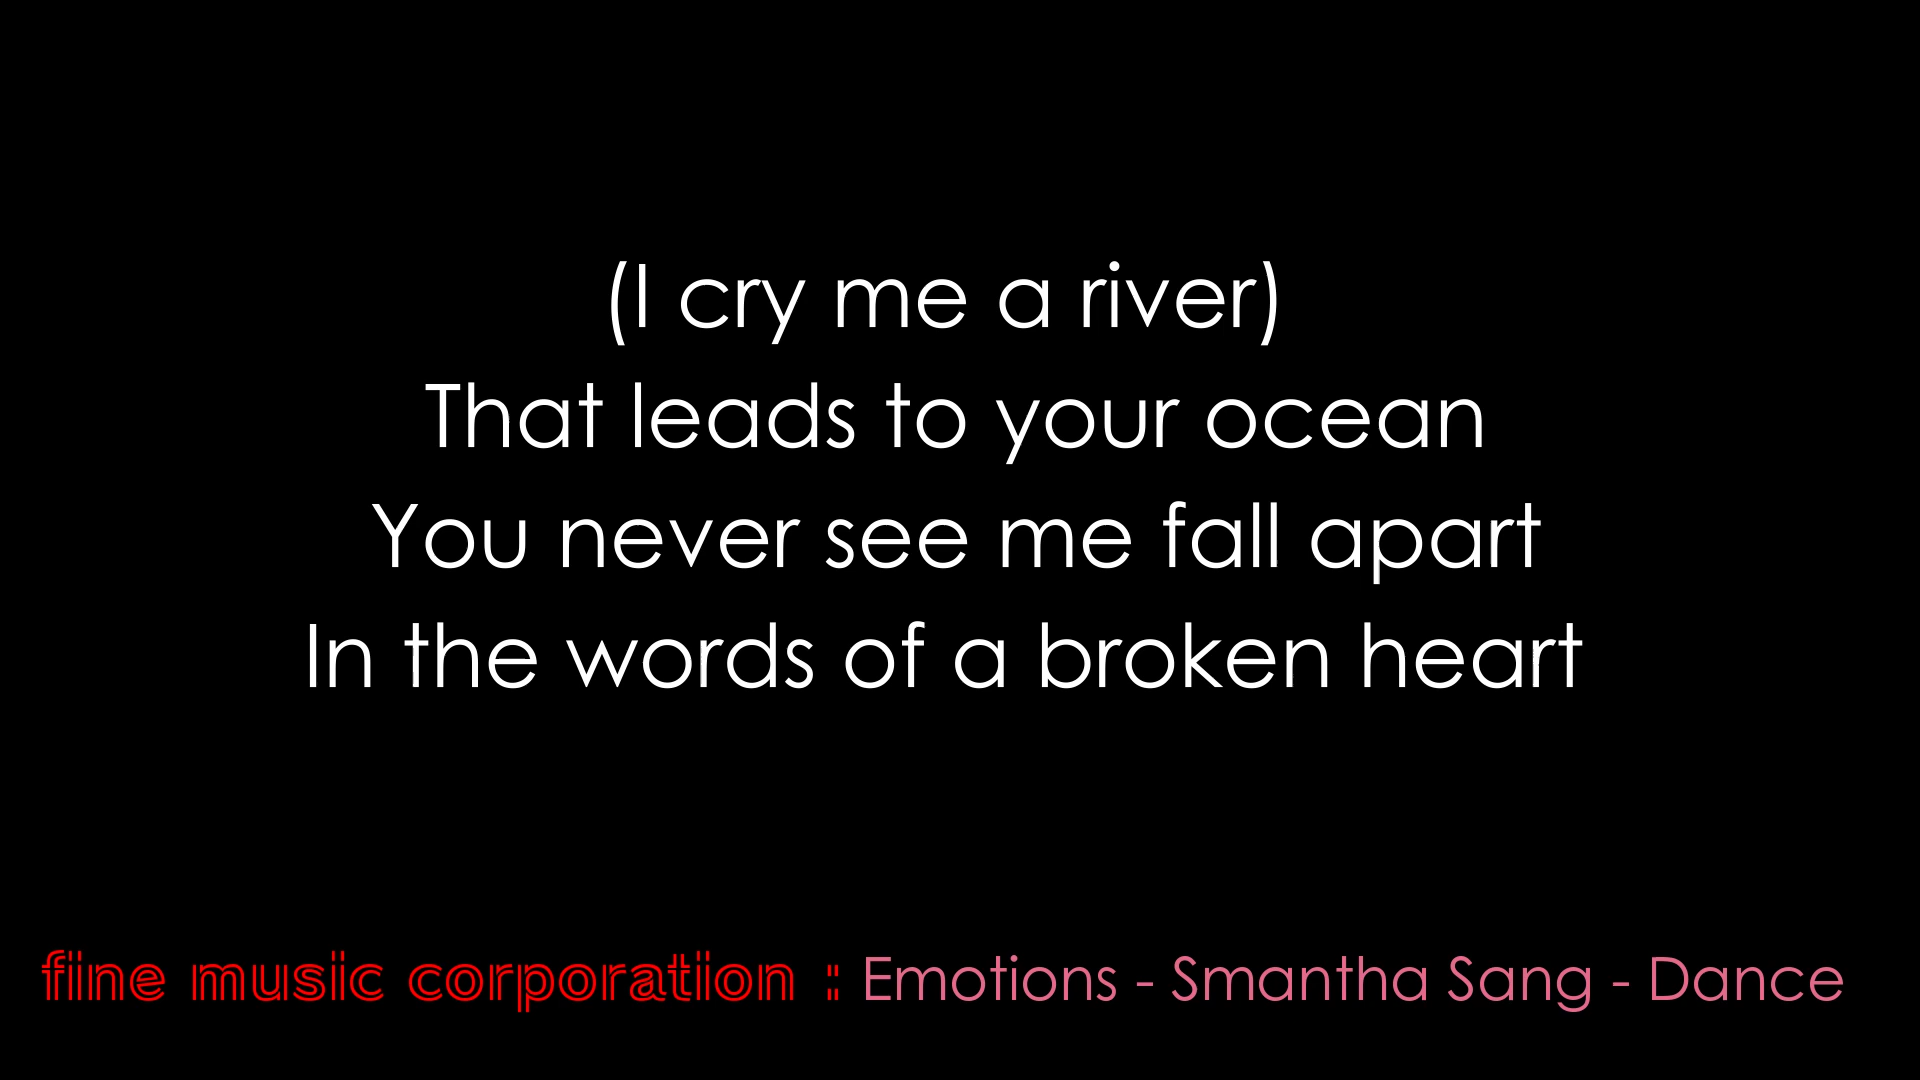 (I cry me a river)
That leads to your ocean
You never see me fall apart
In the words of a broken heart
fine music corporation : Emotions - Smantha Sang - Dance